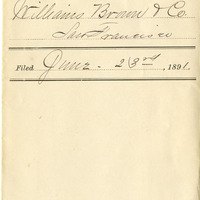 Williams Brown & Co.
San Francisco
Filed June - 23rd, 1891.